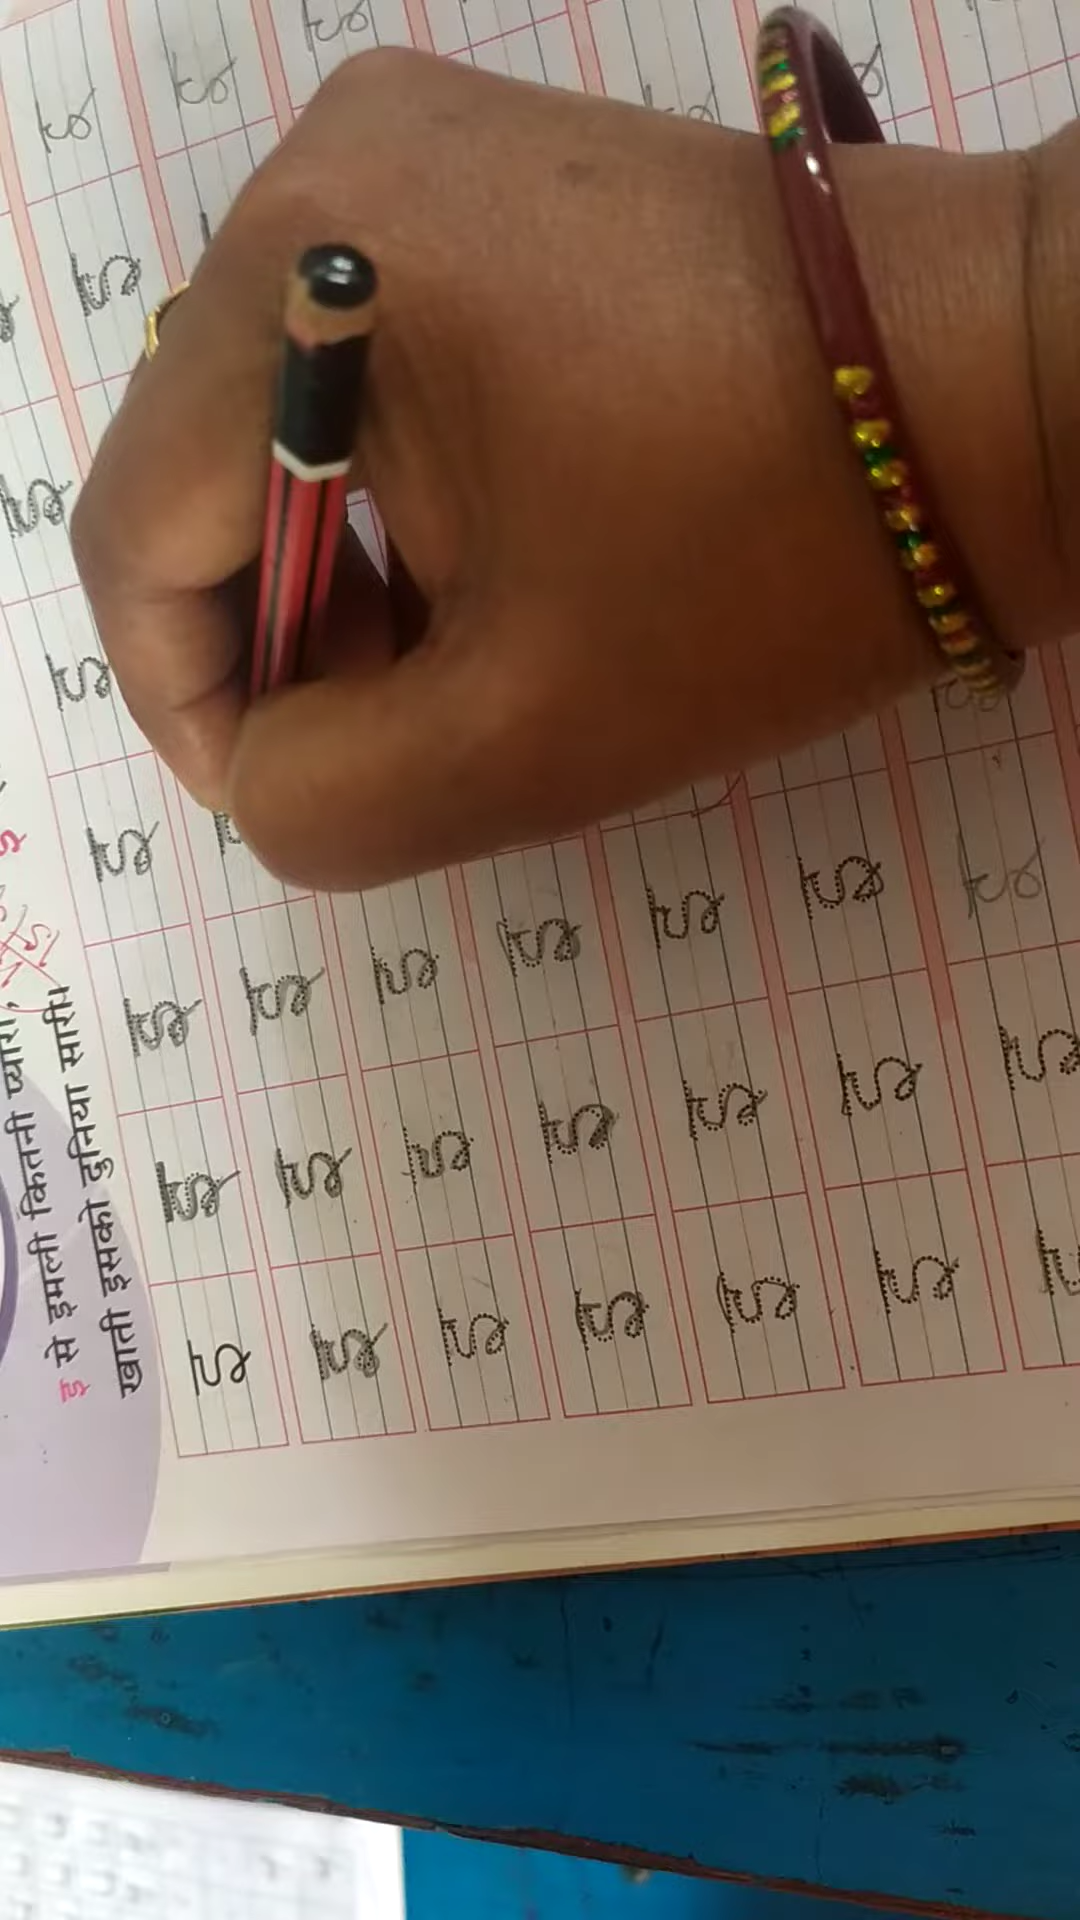 इ से इमली कितनी प्यारी,
खाती इसको दुनिया सारी।
इ इ इ इ इ इ इ इ
इ इ इ इ इ
इ इ इ
इ इ इ
इ इ इ
इ इ इ
इ इ